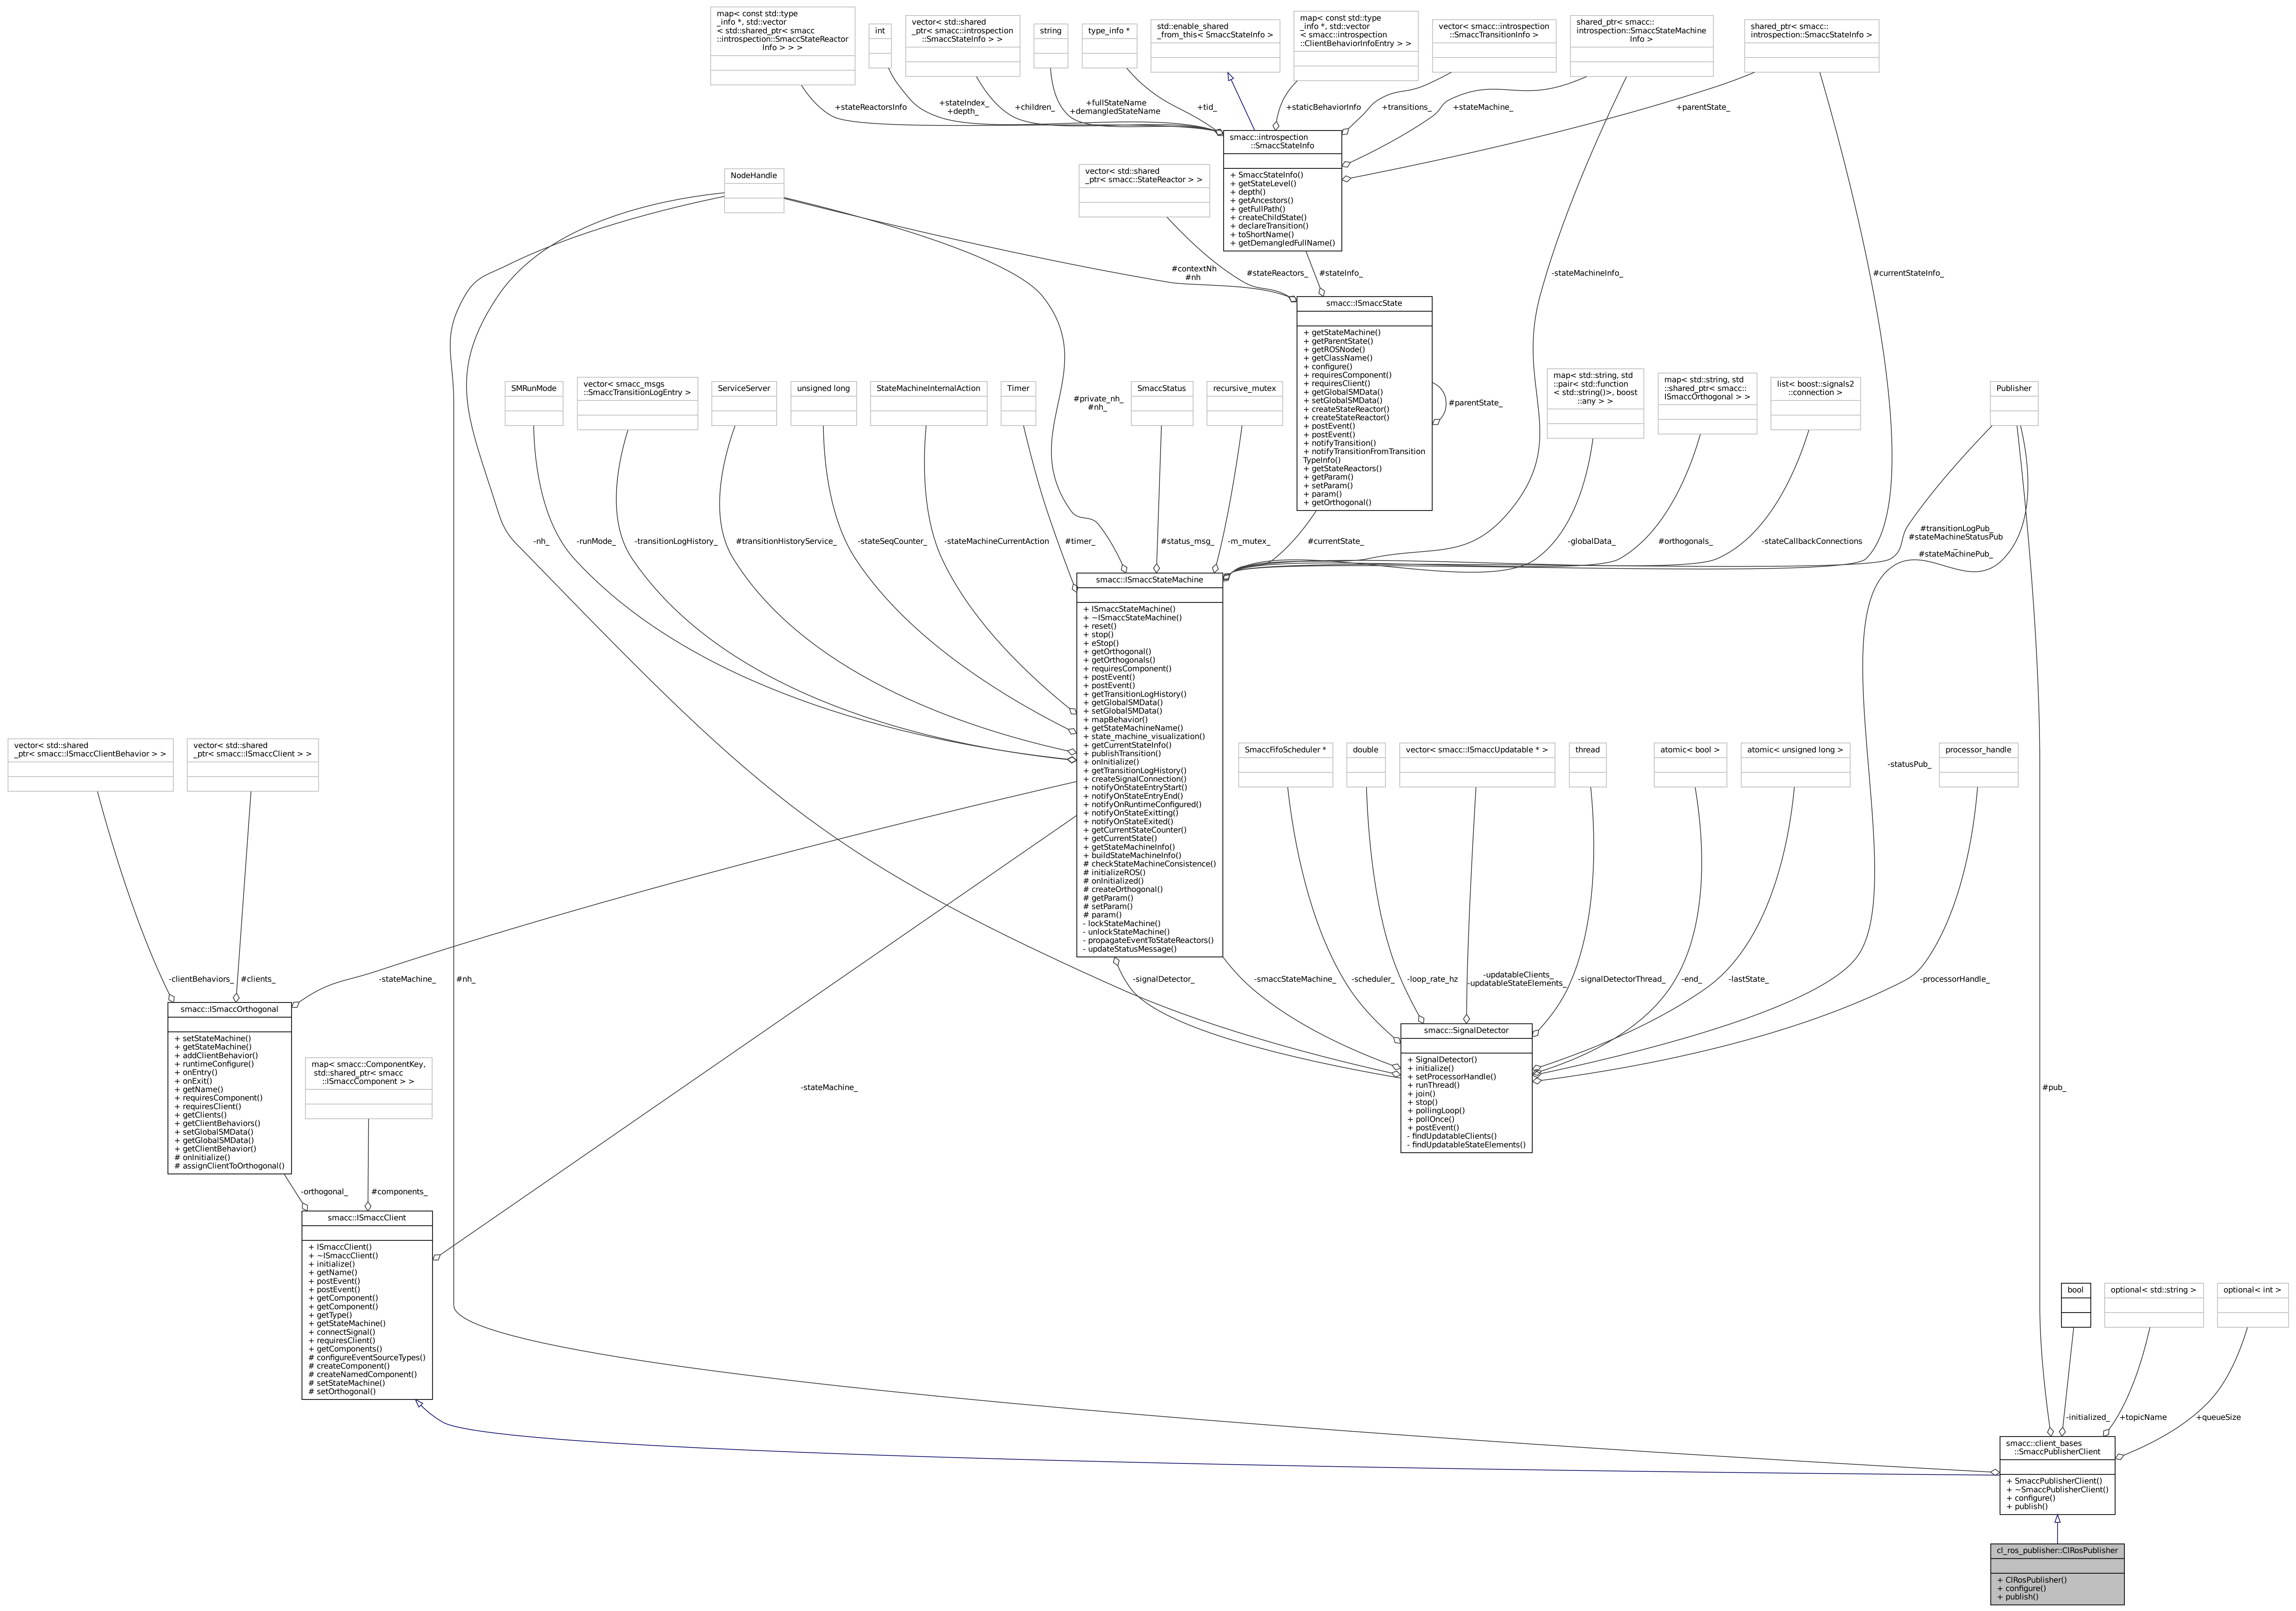 map< const std::type
_info *, std::vector
< std::shared_ptr< smacc
::introspection::SmaccStateReactor
Info > > >
int
vector< std::shared
_ptr< smacc::introspection
::SmaccStateInfo > >
string
type_info *
std::enable_shared
_from_this< SmaccStateInfo >
map< const std::type
_info *, std::vector
< smacc::introspection
::ClientBehaviorInfoEntry > >
vector< smacc::introspection
::SmaccTransitionInfo >
shared_ptr< smacc::
introspection::SmaccStateMachine
Info >
shared_ptr< smacc::
introspection::SmaccStateInfo >
+stateReactorsInfo
+stateIndex_
+depth_
+children_
+fullStateName
+demangledStateName
+tid_
+staticBehaviorInfo
+transitions_
+stateMachine_
+parentState_
smacc::introspection
::SmaccStateInfo
+ SmaccStateInfo()
+ getStateLevel()
+ depth()
+ getAncestors()
+ getFullPath()
+ createChildState()
+ declareTransition()
+ toShortName()
+ getDemangledFullName()
NodeHandle
vector< std::shared
_ptr< smacc::StateReactor > >
#contextNh
#nh
#stateReactors_
#stateInfo_
-stateMachineInfo_
#currentStateInfo_
smacc::ISmaccState
+ getStateMachine()
+ getParentState()
+ getROSNode()
+ getClassName()
+ configure()
+ requiresComponent()
+ requiresClient()
+ getGlobalSMData()
+ setGlobalSMData()
+ createStateReactor()
+ createStateReactor()
+ postEvent()
+ postEvent()
+ notifyTransition()
+ notifyTransitionFromTransition
TypeInfo()
+ getStateReactors()
+ getParam()
+ setParam()
+ param()
+ getOrthogonal()
#parentState_
SMRunMode
vector< smacc_msgs
::SmaccTransitionLogEntry >
ServiceServer
unsigned long
StateMachineInternalAction
Timer
#private_nh_
#nh_
SmaccStatus
recursive_mutex
map< std::string, std
::pair< std::function
< std::string()>, boost
::any > >
map< std::string, std
::shared_ptr< smacc::
ISmaccOrthogonal > >
list< boost::signals2
::connection >
Publisher
-nh_
-runMode_
-transitionLogHistory_
#transitionHistoryService_
-stateSeqCounter_
-stateMachineCurrentAction
#timer_
#status_msg_
-m_mutex_
#currentState_
-globalData_
#orthogonals_
-stateCallbackConnections
#transitionLogPub_
#stateMachineStatusPub
_
#stateMachinePub_
smacc::ISmaccStateMachine
+ ISmaccStateMachine()
+ ~ISmaccStateMachine()
+ reset()
+ stop()
+ eStop()
+ getOrthogonal()
+ getOrthogonals()
+ requiresComponent()
+ postEvent()
+ postEvent()
+ getTransitionLogHistory()
+ getGlobalSMData()
+ setGlobalSMData()
+ mapBehavior()
+ getStateMachineName()
+ state_machine_visualization()
+ getCurrentStateInfo()
+ publishTransition()
+ onInitialize()
+ getTransitionLogHistory()
+ createSignalConnection()
+ notifyOnStateEntryStart()
+ notifyOnStateEntryEnd()
+ notifyOnRuntimeConfigured()
+ notifyOnStateExitting()
+ notifyOnStateExited()
+ getCurrentStateCounter()
+ getCurrentState()
+ getStateMachineInfo()
+ buildStateMachineInfo()
# checkStateMachineConsistence()
# initializeROS()
# onInitialized()
# createOrthogonal()
# getParam()
# setParam()
# param()
- lockStateMachine()
- unlockStateMachine()
- propagateEventToStateReactors()
- updateStatusMessage()
vector< std::shared
_ptr< smacc::ISmaccClientBehavior > >
vector< std::shared
_ptr< smacc::ISmaccClient > >
SmaccFifoScheduler *
double
vector< smacc::ISmaccUpdatable * >
thread
atomic< bool >
atomic< unsigned long >
processor_handle
-statusPub_
-clientBehaviors_
#clients_
-stateMachine_
#nh_
-signalDetector_
-smaccStateMachine_
-scheduler_
-loop_rate_hz
-updatableClients_
-updatableStateElements_
-signalDetectorThread_
-end_
-lastState_
-processorHandle_
smacc::ISmaccOrthogonal
+ setStateMachine()
+ getStateMachine()
+ addClientBehavior()
+ runtimeConfigure()
+ onEntry()
+ onExit()
+ getName()
+ requiresComponent()
+ requiresClient()
+ getClients()
+ getClientBehaviors()
+ setGlobalSMData()
+ getGlobalSMData()
+ getClientBehavior()
# onInitialize()
# assignClientToOrthogonal()
map< smacc::ComponentKey,
std::shared_ptr< smacc
::ISmaccComponent > >
-stateMachine_
smacc::SignalDetector
+ SignalDetector()
+ initialize()
+ setProcessorHandle()
+ runThread()
+ join()
+ stop()
+ pollingLoop()
+ pollOnce()
+ postEvent()
- findUpdatableClients()
- findUpdatableStateElements()
#pub_
-orthogonal_
#components_
smacc::ISmaccClient
+ ISmaccClient()
+ ~ISmaccClient()
+ initialize()
+ getName()
+ postEvent()
+ postEvent()
+ getComponent()
+ getComponent()
+ getType()
+ getStateMachine()
+ connectSignal()
+ requiresClient()
+ getComponents()
# configureEventSourceTypes()
# createComponent()
# createNamedComponent()
# setStateMachine()
# setOrthogonal()
bool
optional< std::string >
optional< int >
-initialized_
+topicName
+queueSize
smacc::client_bases
::SmaccPublisherClient
+ SmaccPublisherClient()
+ ~SmaccPublisherClient()
+ configure()
+ publish()
cl_ros_publisher::ClRosPublisher
+ ClRosPublisher()
+ configure()
+ publish()